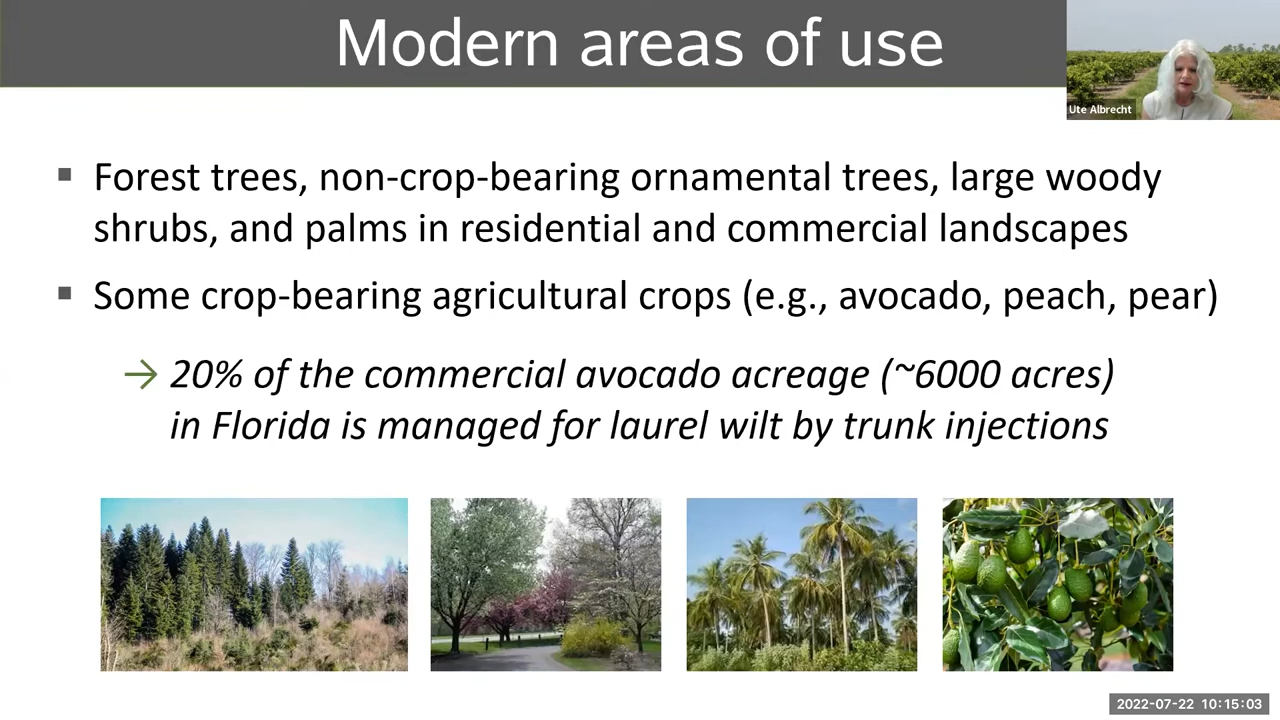 Modern areas of use
Ute Albrecht
▪ Forest trees, non-crop-bearing ornamental trees, large woody
shrubs, and palms in residential and commercial landscapes
▪ Some crop-bearing agricultural crops (e.g., avocado, peach, pear)
→ 20% of the commercial avocado acreage (~6000 acres)
in Florida is managed for laurel wilt by trunk injections
2022-07-22 10:15:03